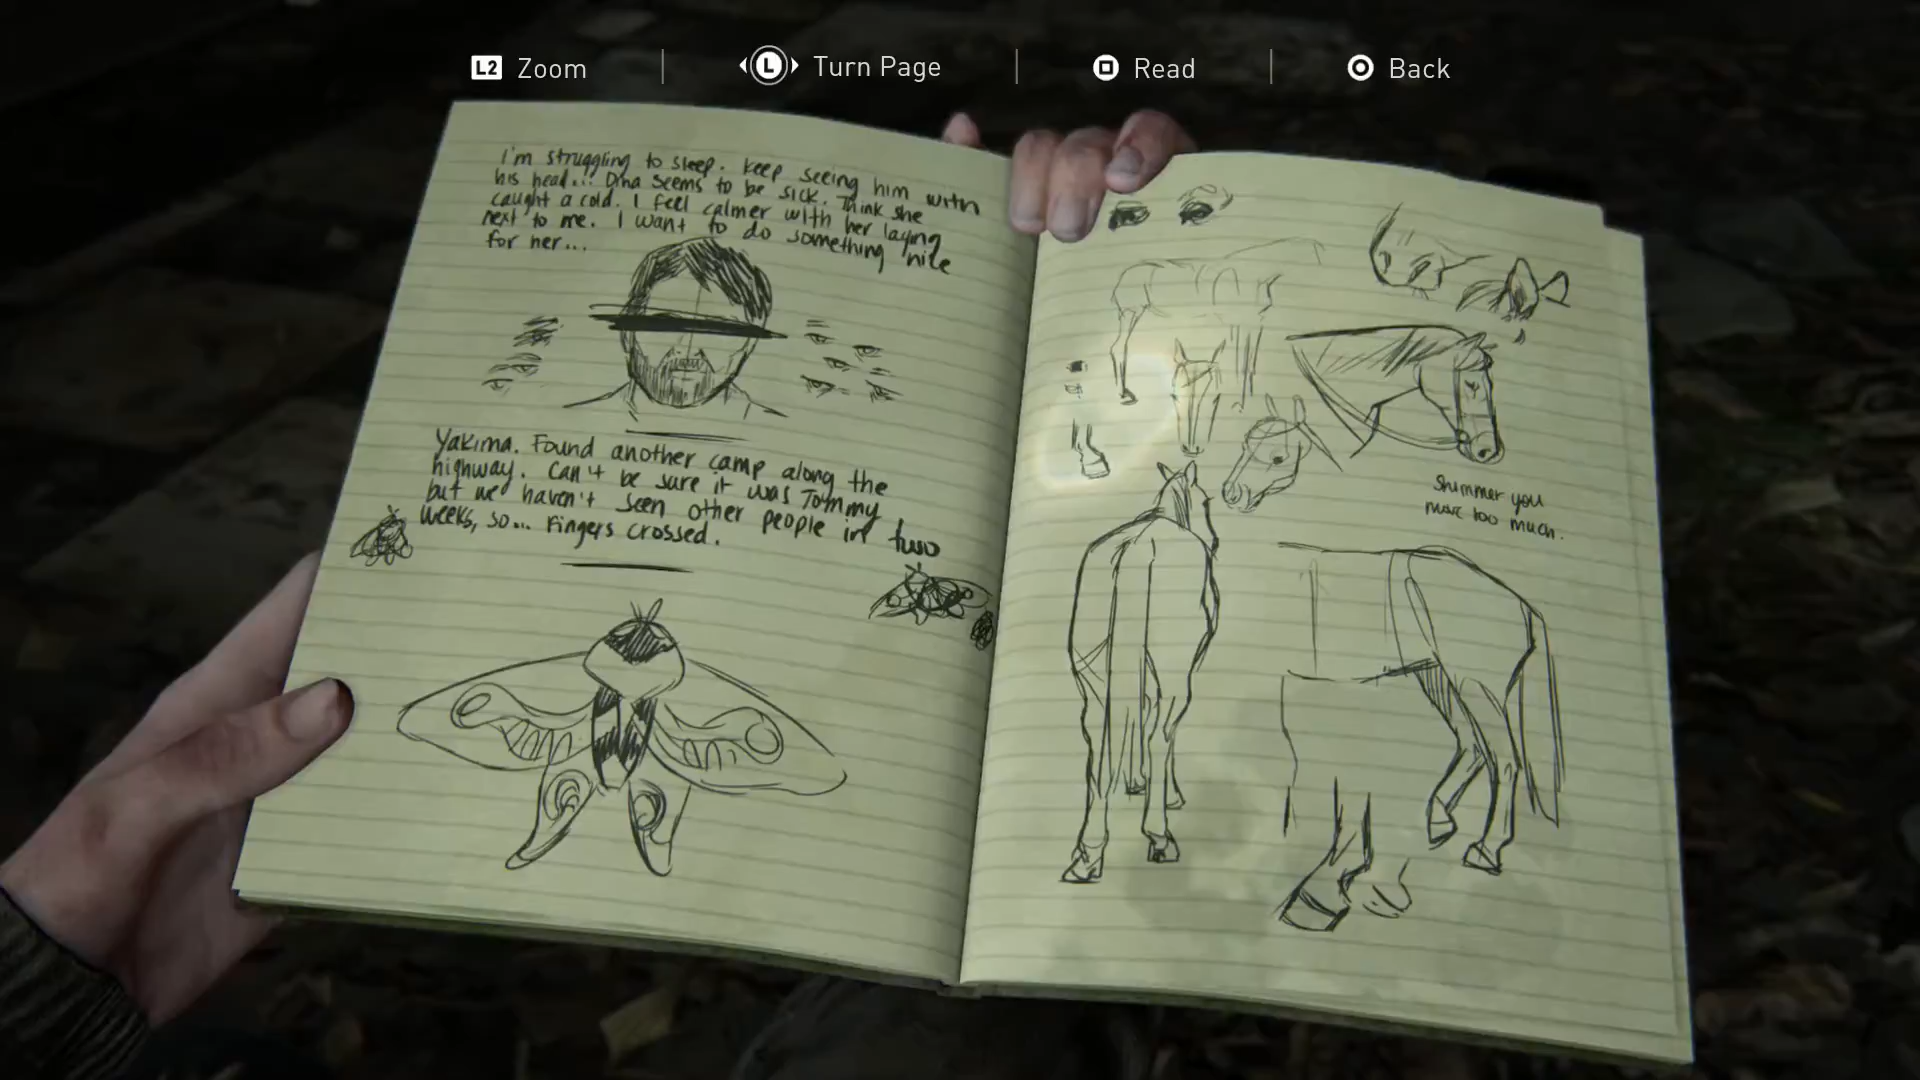 L2 Zoom
L Turn Page
Read
Back
I'm struggling to sleep. Keep seeing him with
his head... Dina seems to be sick. Think she
caught a cold. I feel calmer with her laying
next to me. I want to do something nice
for her...
Yakima. Found another camp along the
highway. Can't be sure it was Tommy
but we haven't seen other people in two
weeks, so... Fingers crossed.
Shimmer you
move too much.